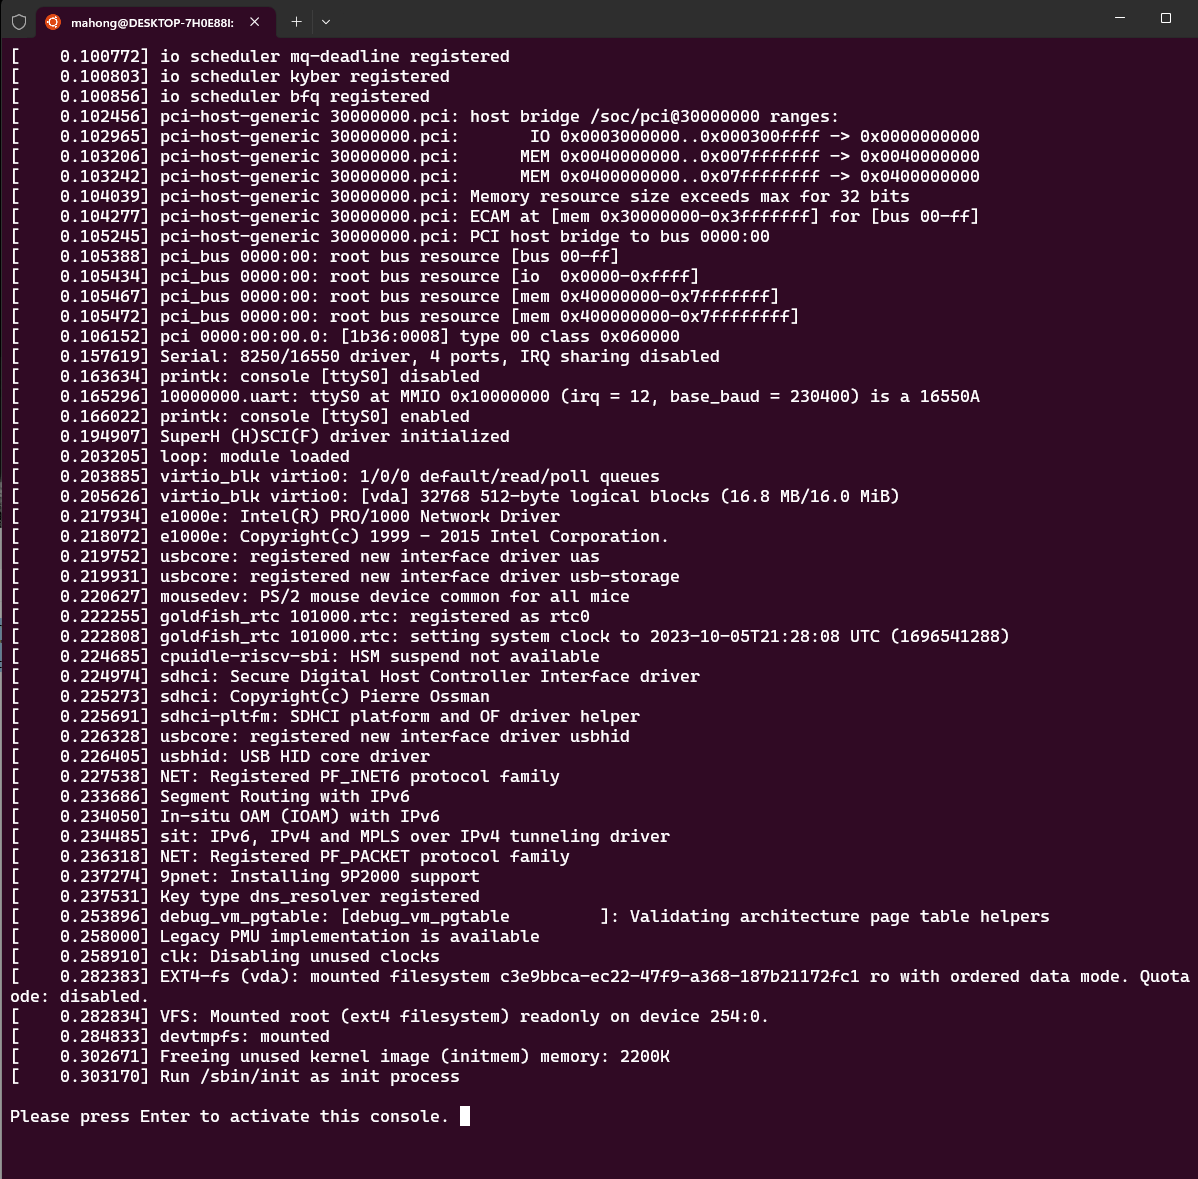 mahong@DESKTOP-7H0E88I:
[    0.100772] io scheduler mq-deadline registered
[    0.100803] io scheduler kyber registered
[    0.100856] io scheduler bfq registered
[    0.102456] pci-host-generic 30000000.pci: host bridge /soc/pci@30000000 ranges:
[    0.102965] pci-host-generic 30000000.pci:       IO 0x0003000000..0x000300ffff -> 0x0000000000
[    0.103206] pci-host-generic 30000000.pci:      MEM 0x0040000000..0x007fffffff -> 0x0040000000
[    0.103242] pci-host-generic 30000000.pci:      MEM 0x0400000000..0x07ffffffff -> 0x0400000000
[    0.104039] pci-host-generic 30000000.pci: Memory resource size exceeds max for 32 bits
[    0.104277] pci-host-generic 30000000.pci: ECAM at [mem 0x30000000-0x3fffffff] for [bus 00-ff]
[    0.105245] pci-host-generic 30000000.pci: PCI host bridge to bus 0000:00
[    0.105388] pci_bus 0000:00: root bus resource [bus 00-ff]
[    0.105434] pci_bus 0000:00: root bus resource [io  0x0000-0xffff]
[    0.105467] pci_bus 0000:00: root bus resource [mem 0x40000000-0x7fffffff]
[    0.105472] pci_bus 0000:00: root bus resource [mem 0x400000000-0x7ffffffff]
[    0.106152] pci 0000:00:00.0: [1b36:0008] type 00 class 0x060000
[    0.157619] Serial: 8250/16550 driver, 4 ports, IRQ sharing disabled
[    0.163634] printk: console [ttyS0] disabled
[    0.165296] 10000000.uart: ttyS0 at MMIO 0x10000000 (irq = 12, base_baud = 230400) is a 16550A
[    0.166022] printk: console [ttyS0] enabled
[    0.194907] SuperH (H)SCI(F) driver initialized
[    0.203205] loop: module loaded
[    0.203885] virtio_blk virtio0: 1/0/0 default/read/poll queues
[    0.205626] virtio_blk virtio0: [vda] 32768 512-byte logical blocks (16.8 MB/16.0 MiB)
[    0.217934] e1000e: Intel(R) PRO/1000 Network Driver
[    0.218072] e1000e: Copyright(c) 1999 - 2015 Intel Corporation.
[    0.219752] usbcore: registered new interface driver uas
[    0.219931] usbcore: registered new interface driver usb-storage
[    0.220627] mousedev: PS/2 mouse device common for all mice
[    0.222255] goldfish_rtc 101000.rtc: registered as rtc0
[    0.222808] goldfish_rtc 101000.rtc: setting system clock to 2023-10-05T21:28:08 UTC (1696541288)
[    0.224685] cpuidle-riscv-sbi: HSM suspend not available
[    0.224974] sdhci: Secure Digital Host Controller Interface driver
[    0.225273] sdhci: Copyright(c) Pierre Ossman
[    0.225691] sdhci-pltfm: SDHCI platform and OF driver helper
[    0.226328] usbcore: registered new interface driver usbhid
[    0.226405] usbhid: USB HID core driver
[    0.227538] NET: Registered PF_INET6 protocol family
[    0.233686] Segment Routing with IPv6
[    0.234050] In-situ OAM (IOAM) with IPv6
[    0.234485] sit: IPv6, IPv4 and MPLS over IPv4 tunneling driver
[    0.236318] NET: Registered PF_PACKET protocol family
[    0.237274] 9pnet: Installing 9P2000 support
[    0.237531] Key type dns_resolver registered
[    0.253896] debug_vm_pgtable: [debug_vm_pgtable         ]: Validating architecture page table helpers
[    0.258000] Legacy PMU implementation is available
[    0.258910] clk: Disabling unused clocks
[    0.282383] EXT4-fs (vda): mounted filesystem c3e9bbca-ec22-47f9-a368-187b21172fc1 ro with ordered data mode. Quota
ode: disabled.
[    0.282834] VFS: Mounted root (ext4 filesystem) readonly on device 254:0.
[    0.284833] devtmpfs: mounted
[    0.302671] Freeing unused kernel image (initmem) memory: 2200K
[    0.303170] Run /sbin/init as init process
Please press Enter to activate this console.